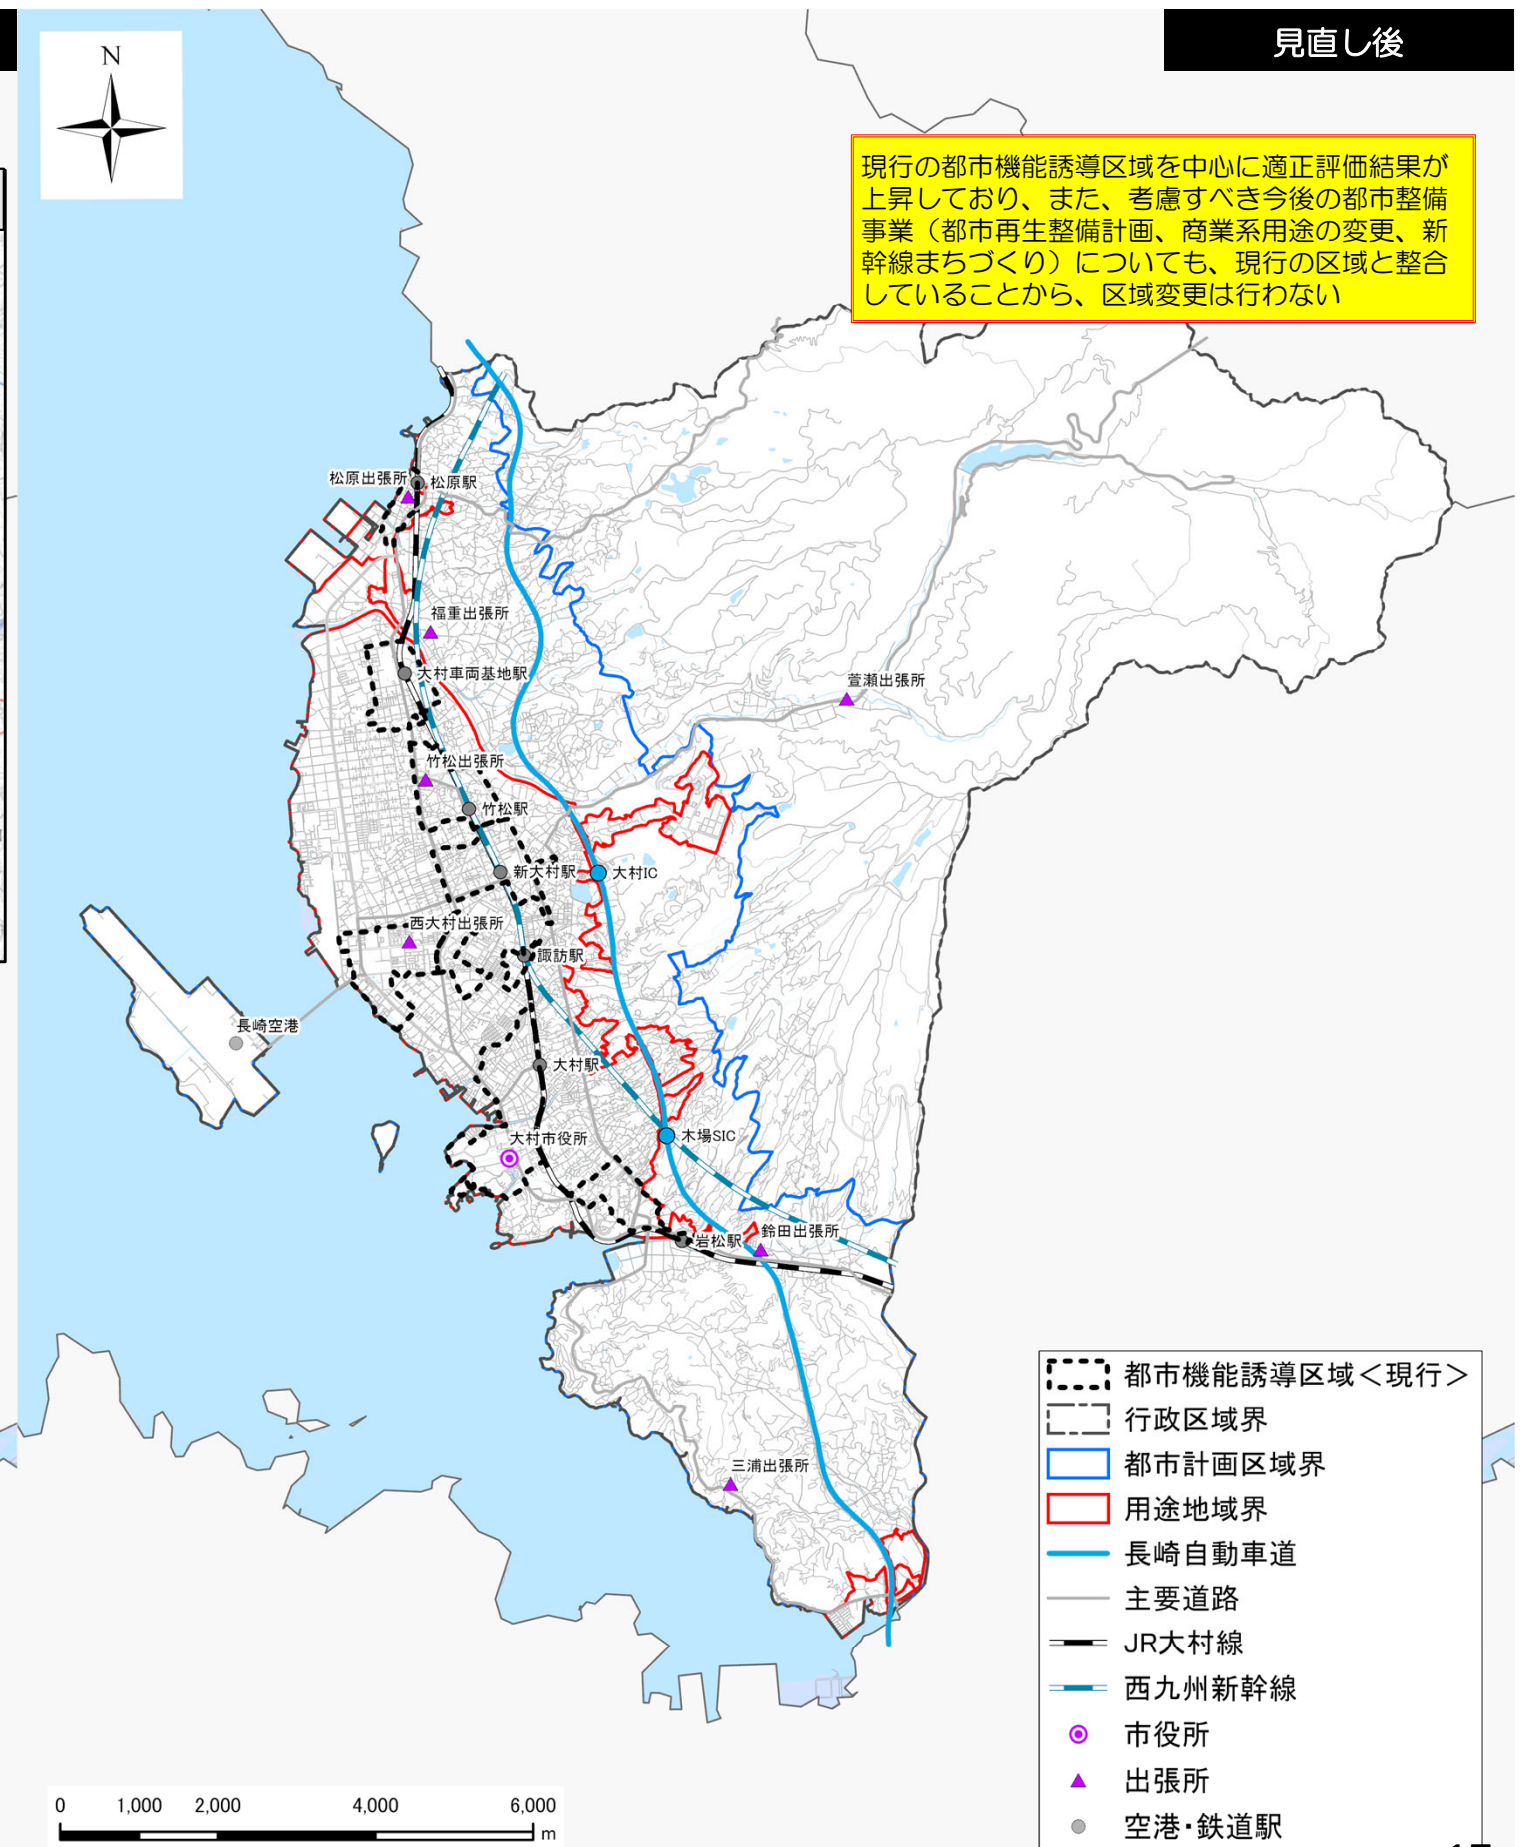 見直し後
N
現行の都市機能誘導区域を中心に適正評価結果が
上昇しており、また、考慮すべき今後の都市整備
事業（都市再生整備計画、商業系用途の変更、新
幹線まちづくり）についても、現行の区域と整合
していることから、区域変更は行わない
松原出張所
松原駅
福重出張所
大村車両基地駅
萱瀬出張所
竹松出張所
竹松駅
新大村駅
大村IC
西大村出張所
諏訪駅
長崎空港
大村駅
大村市役所
木場SIC
岩松駅
鈴田出張所
三浦出張所
都市機能誘導区域＜現行＞
行政区域界
都市計画区域界
用途地域界
長崎自動車道
主要道路
JR大村線
西九州新幹線
市役所
出張所
空港・鉄道駅
0 1,000 2,000 4,000 6,000
m